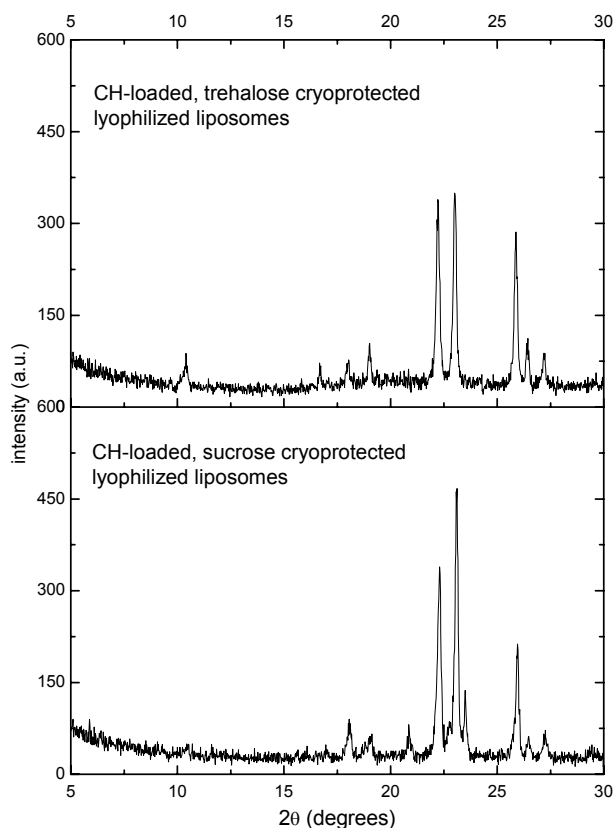 5 10 15 20 25 30
600
450
300
150
0
CH-loaded, trehalose cryoprotected
lyophilized liposomes
intensity (a.u.)
600
450
300
150
0
CH-loaded, sucrose cryoprotected
lyophilized liposomes
5 10 15 20 25 30
2θ (degrees)